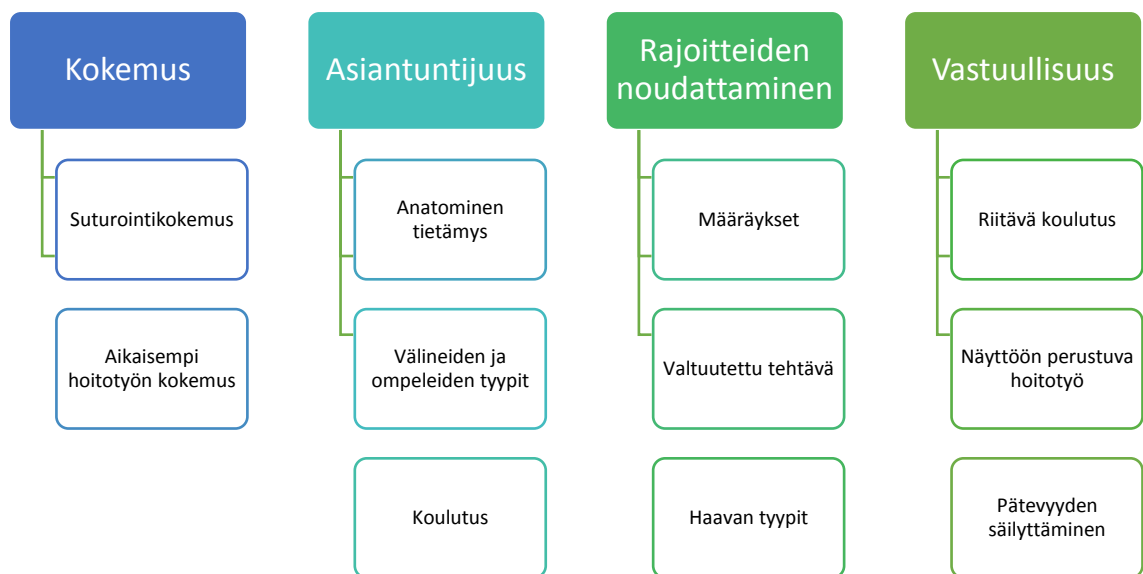 Kokemus
Suturointikokemus
Aikaisempi
hoitotyön kokemus
Asiantuntijuus
Anatominen
tietämys
Välineiden ja
ompeleiden tyypit
Koulutus
Rajoitteiden
noudattaminen
Määräykset
Valtuutettu tehtävä
Haavan tyypit
Vastuullisuus
Riitävä koulutus
Näyttöön perustuva
hoitotyö
Pätevyyden
säilyttäminen